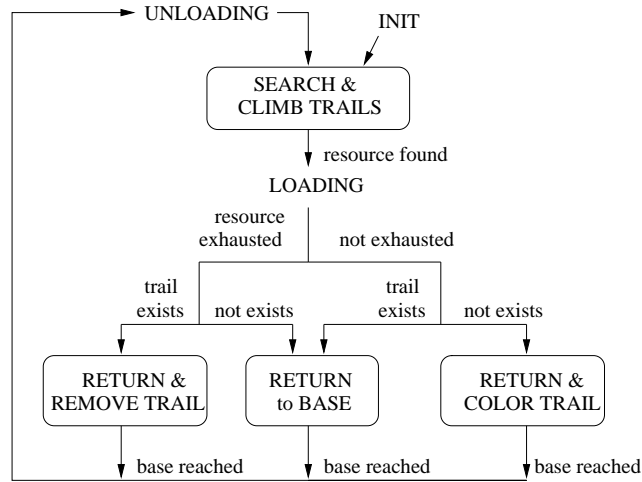 UNLOADING
INIT
SEARCH &
CLIMB TRAILS
resource found
LOADING
resource
exhausted
not exhausted
trail
exists
not exists
trail
exists
not exists
RETURN &
REMOVE TRAIL
RETURN
to BASE
RETURN &
COLOR TRAIL
base reached
base reached
base reached